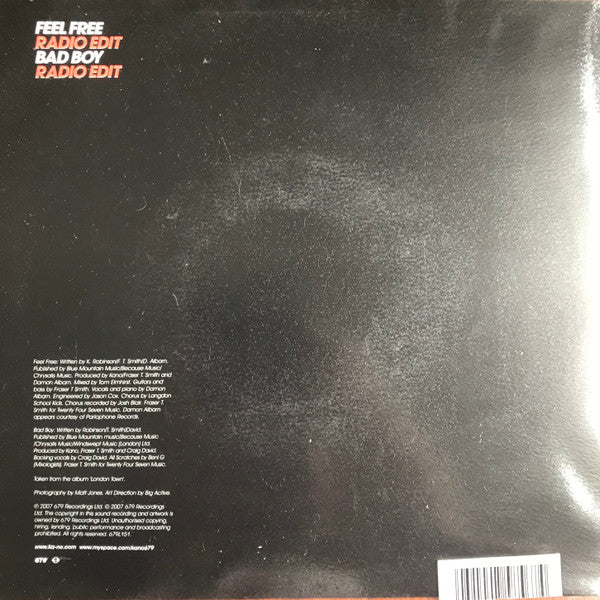 FEEL FREE
RADIO EDIT
BAD BOY
RADIO EDIT
Feel Free: Written by K. Robinson/F. T. Smith/D. Albarn.
Published by Blue Mountain Music/Because Music/
Chrysalis Music. Produced by Kano/Fraser T. Smith and
Damon Albarn. Mixed by Tom Elmhirst. Guitars and
bass by Fraser T Smith. Vocals and piano by Damon
Albarn. Engineered by Jason Cox. Chorus by Langdon
School Kids. Chorus recorded by Josh Blair. Fraser T.
Smith for Twenty Four Seven Music. Damon Albarn
appears courtesy of Parlophone Records.
Bad Boy: Written by Robinson/T. Smith/David.
Published by Blue Mountain music/Because Music
/Chrysalis Music/Windswept Music (London) Ltd.
Produced by Kano, Fraser T. Smith and Craig David.
Backing vocals by Craig David. All Scratches by Beni G
(Mixologists). Fraser T. Smith for Twenty Four Seven Music.
Taken from the album 'London Town'.
Photography by Matt Jones. Art Direction by Big Active.
℗ 2007 679 Recordings Ltd. © 2007 679 Recordings
Ltd. The copyright in this sound recording and artwork is
owned by 679 Recordings Ltd. Unauthorised copying,
hiring, lending, public performance and broadcasting
prohibited. All rights reserved. 679L151.
www.ka-no.com www.myspace.com/kano679
679